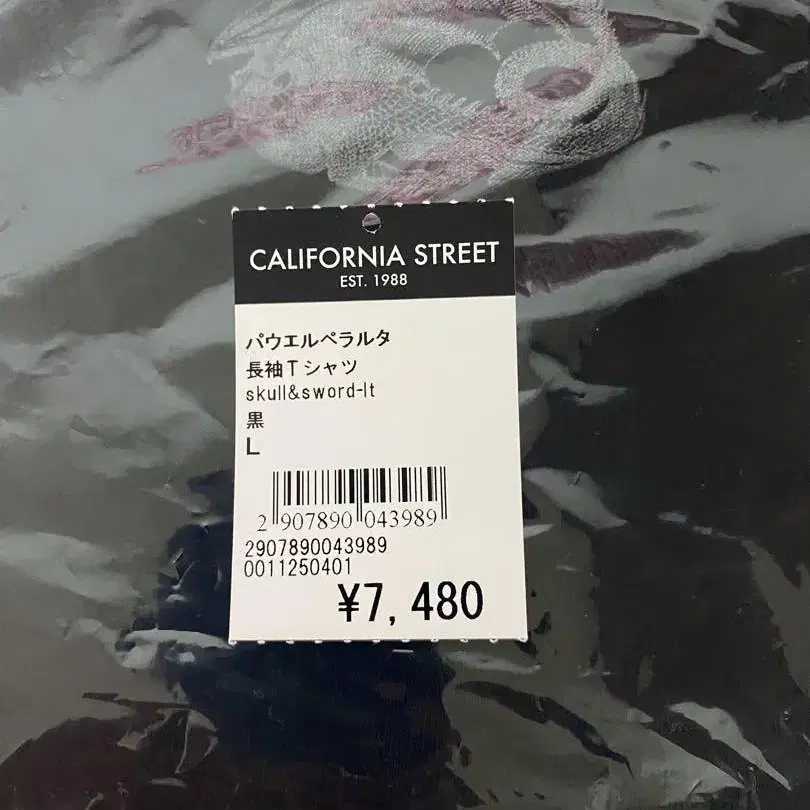 CALIFORNIA STREET
EST. 1988
パウエルペラルタ
長袖Tシャツ
skull&sword-lt
黒
L
2 907890 043989
2907890043989
0011250401
¥7,480